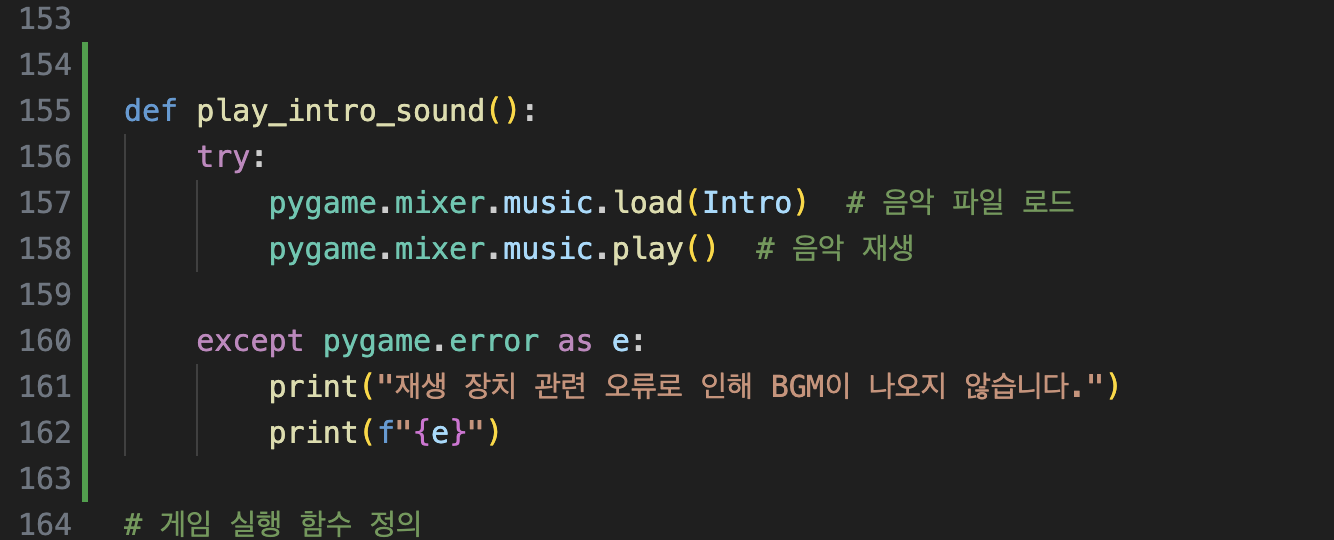 153
154
155 def play_intro_sound():
156     try:
157         pygame.mixer.music.load(Intro)  # 음악 파일 로드
158         pygame.mixer.music.play()  # 음악 재생
159
160     except pygame.error as e:
161         print("재생 장치 관련 오류로 인해 BGM이 나오지 않습니다.")
162         print(f"{e}")
163
164 # 게임 실행 함수 정의